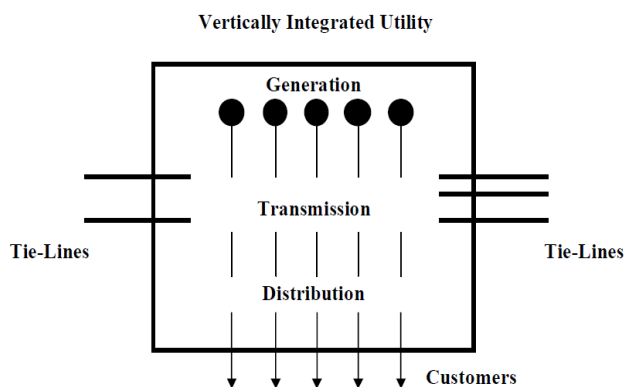 Vertically Integrated Utility
Generation
Transmission
Tie-Lines
Tie-Lines
Distribution
Customers